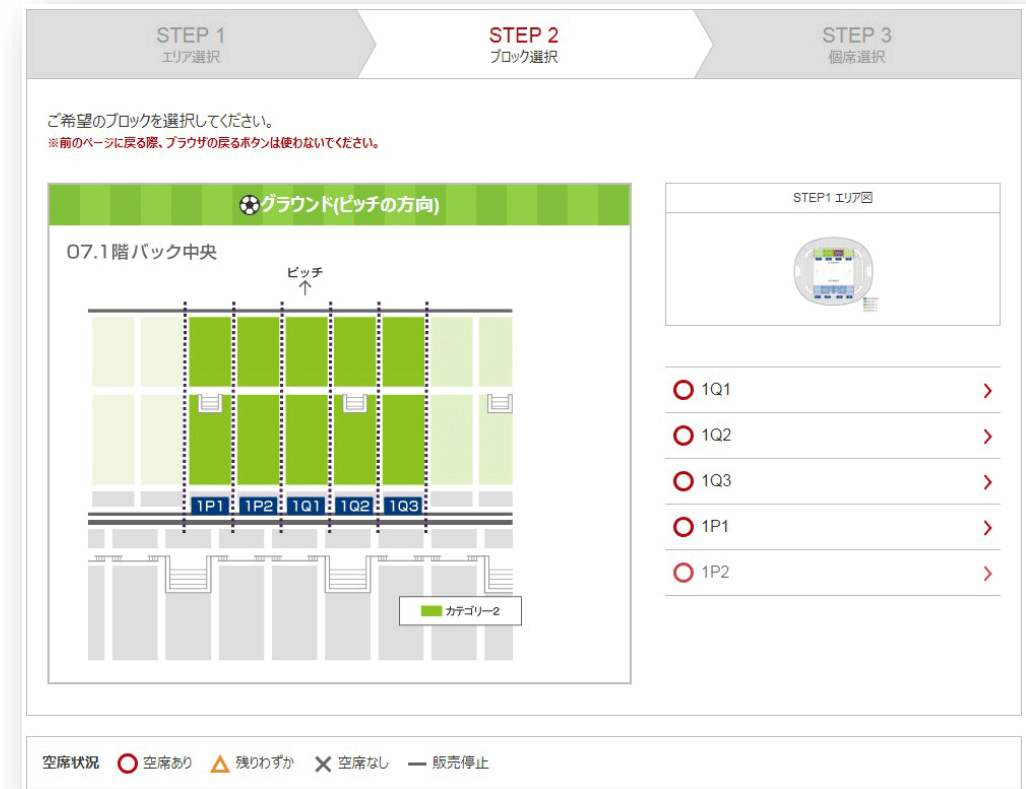 STEP 1
エリア選択
STEP 2
ブロック選択
STEP 3
個席選択
ご希望のブロックを選択してください。
※前のページに戻る際、ブラウザの戻るボタンは使わないでください。
グラウンド(ピッチの方向)
07.1階バック中央
ピッチ
↑
1P1 1P2 1Q1 1Q2 1Q3
カテゴリー2
STEP1 エリア図
1Q1
1Q2
1Q3
1P1
1P2
空席状況 空席あり 残りわずか 空席なし 販売停止